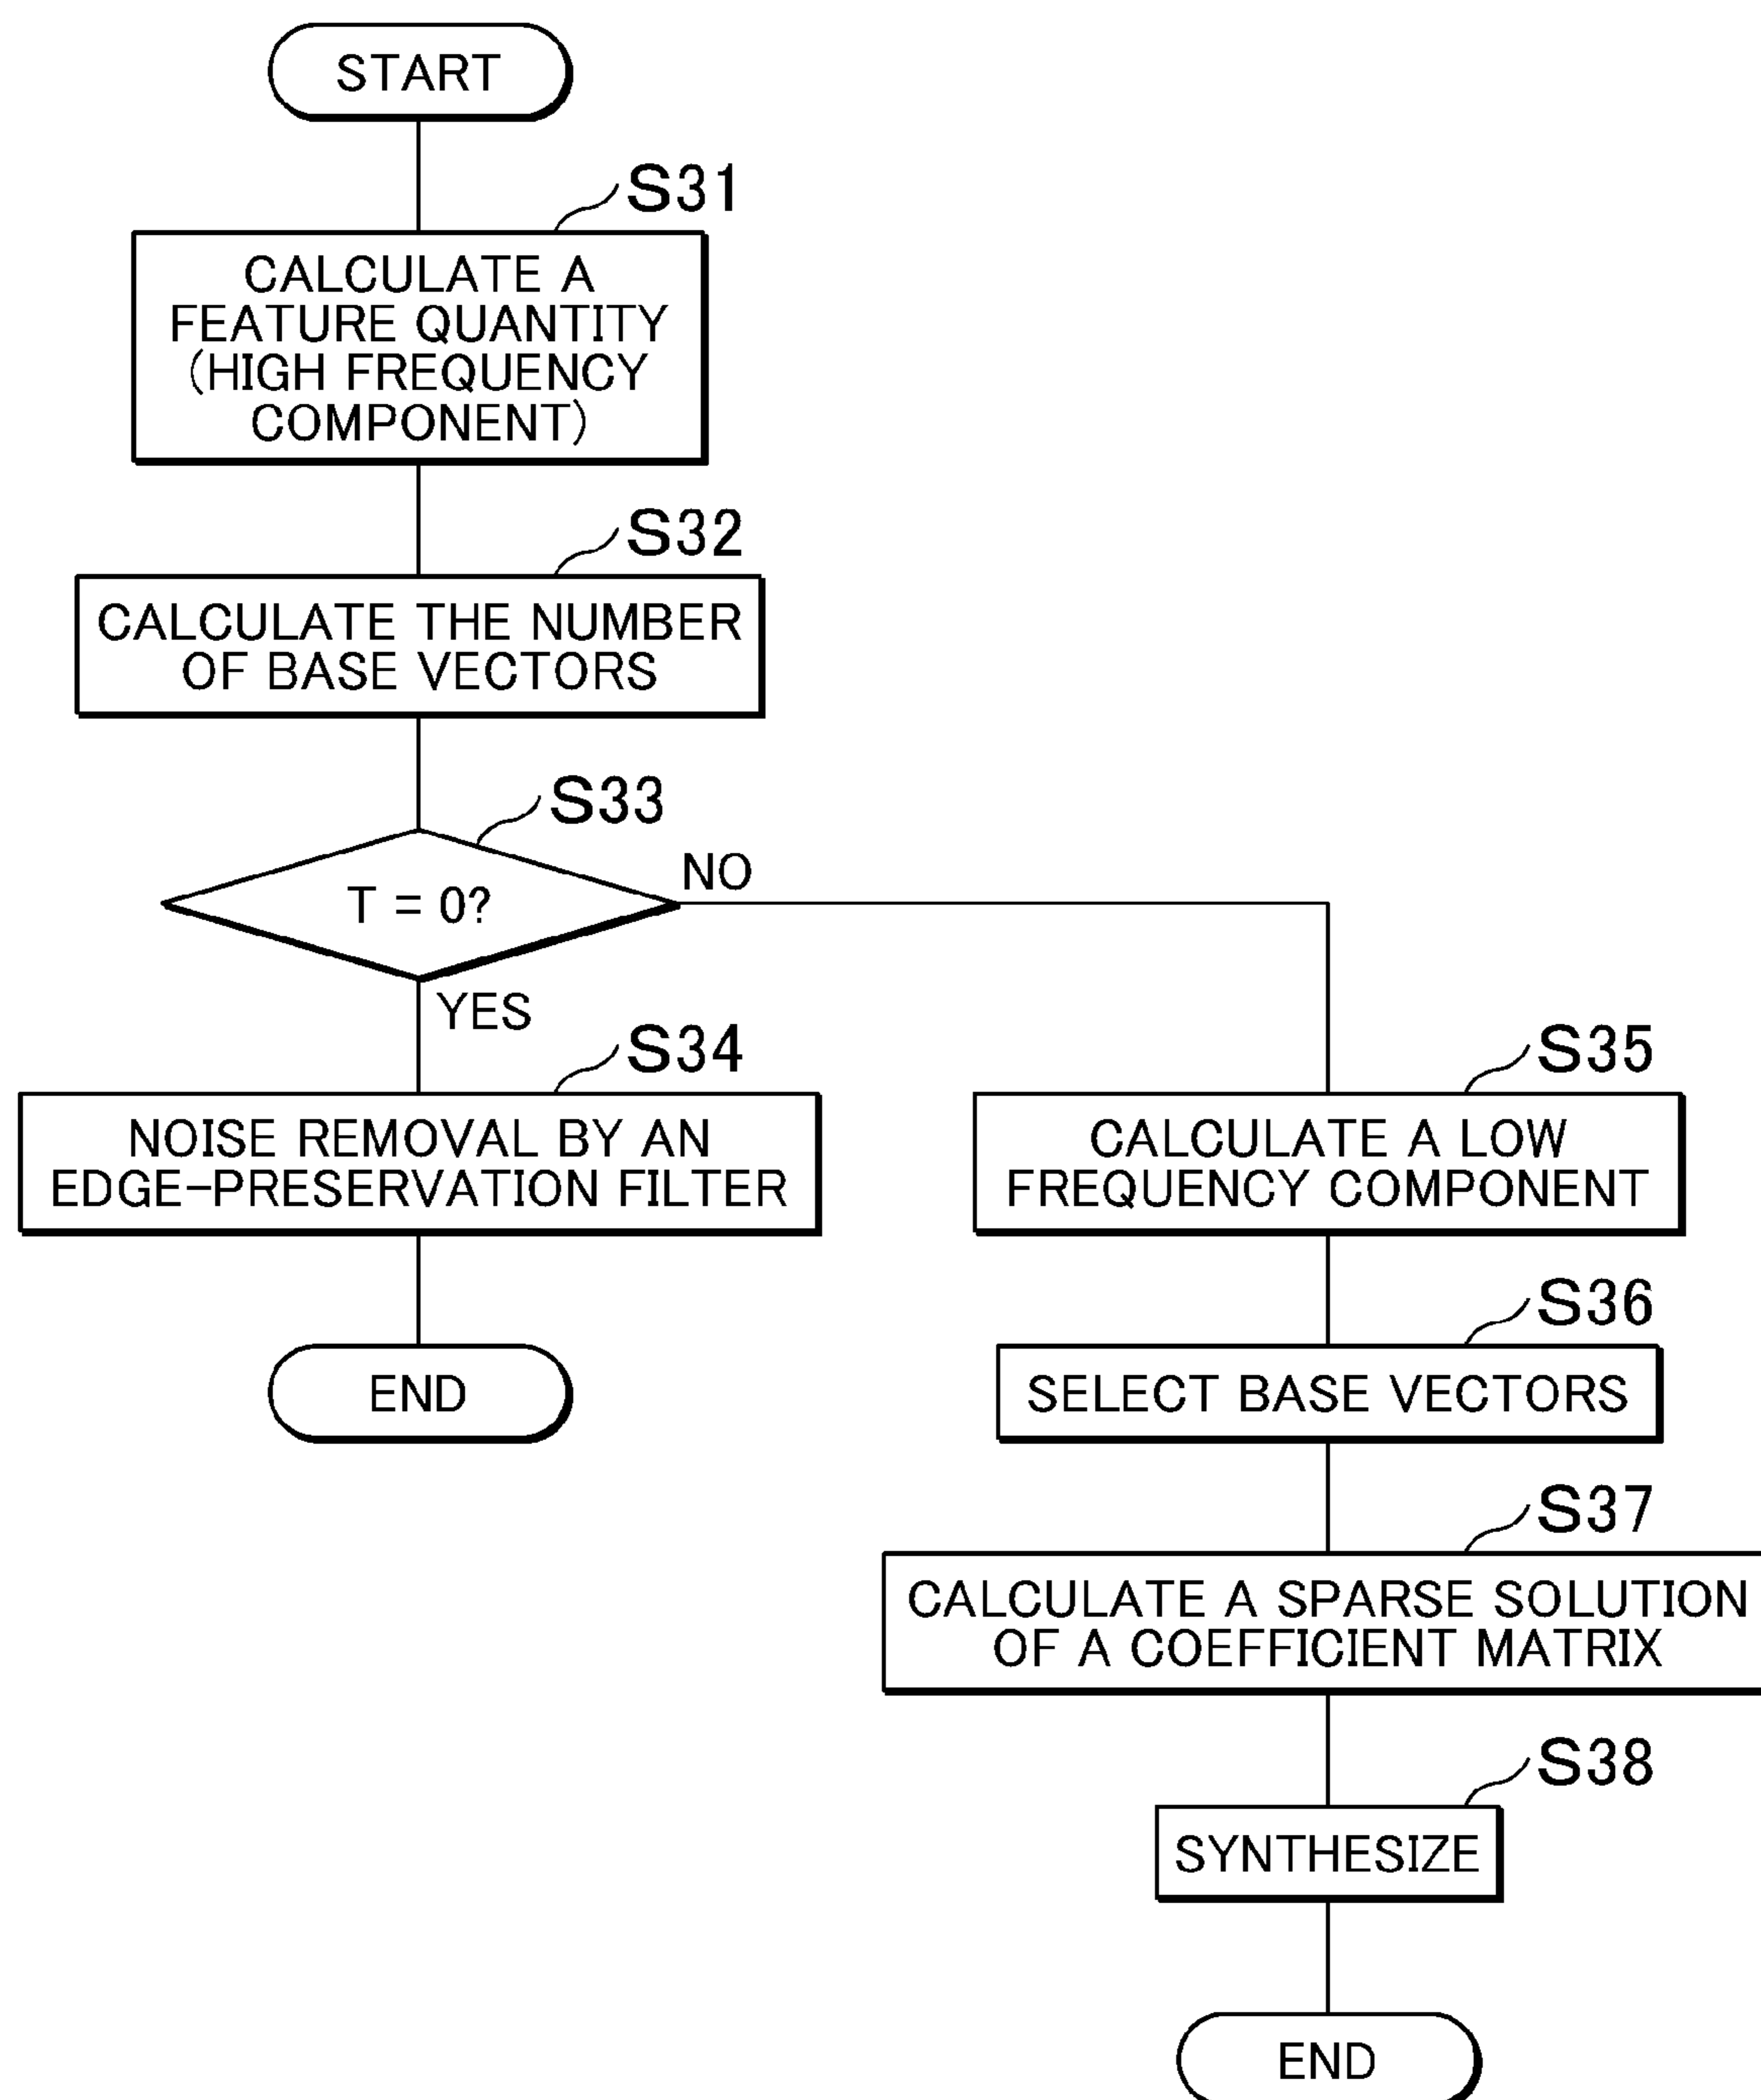 START
S31
CALCULATE A
FEATURE QUANTITY
(HIGH FREQUENCY
COMPONENT)
S32
CALCULATE THE NUMBER
OF BASE VECTORS
S33
T = 0?
NO
YES
S34
NOISE REMOVAL BY AN
EDGE-PRESERVATION FILTER
END
S35
CALCULATE A LOW
FREQUENCY COMPONENT
S36
SELECT BASE VECTORS
S37
CALCULATE A SPARSE SOLUTION
OF A COEFFICIENT MATRIX
S38
SYNTHESIZE
END